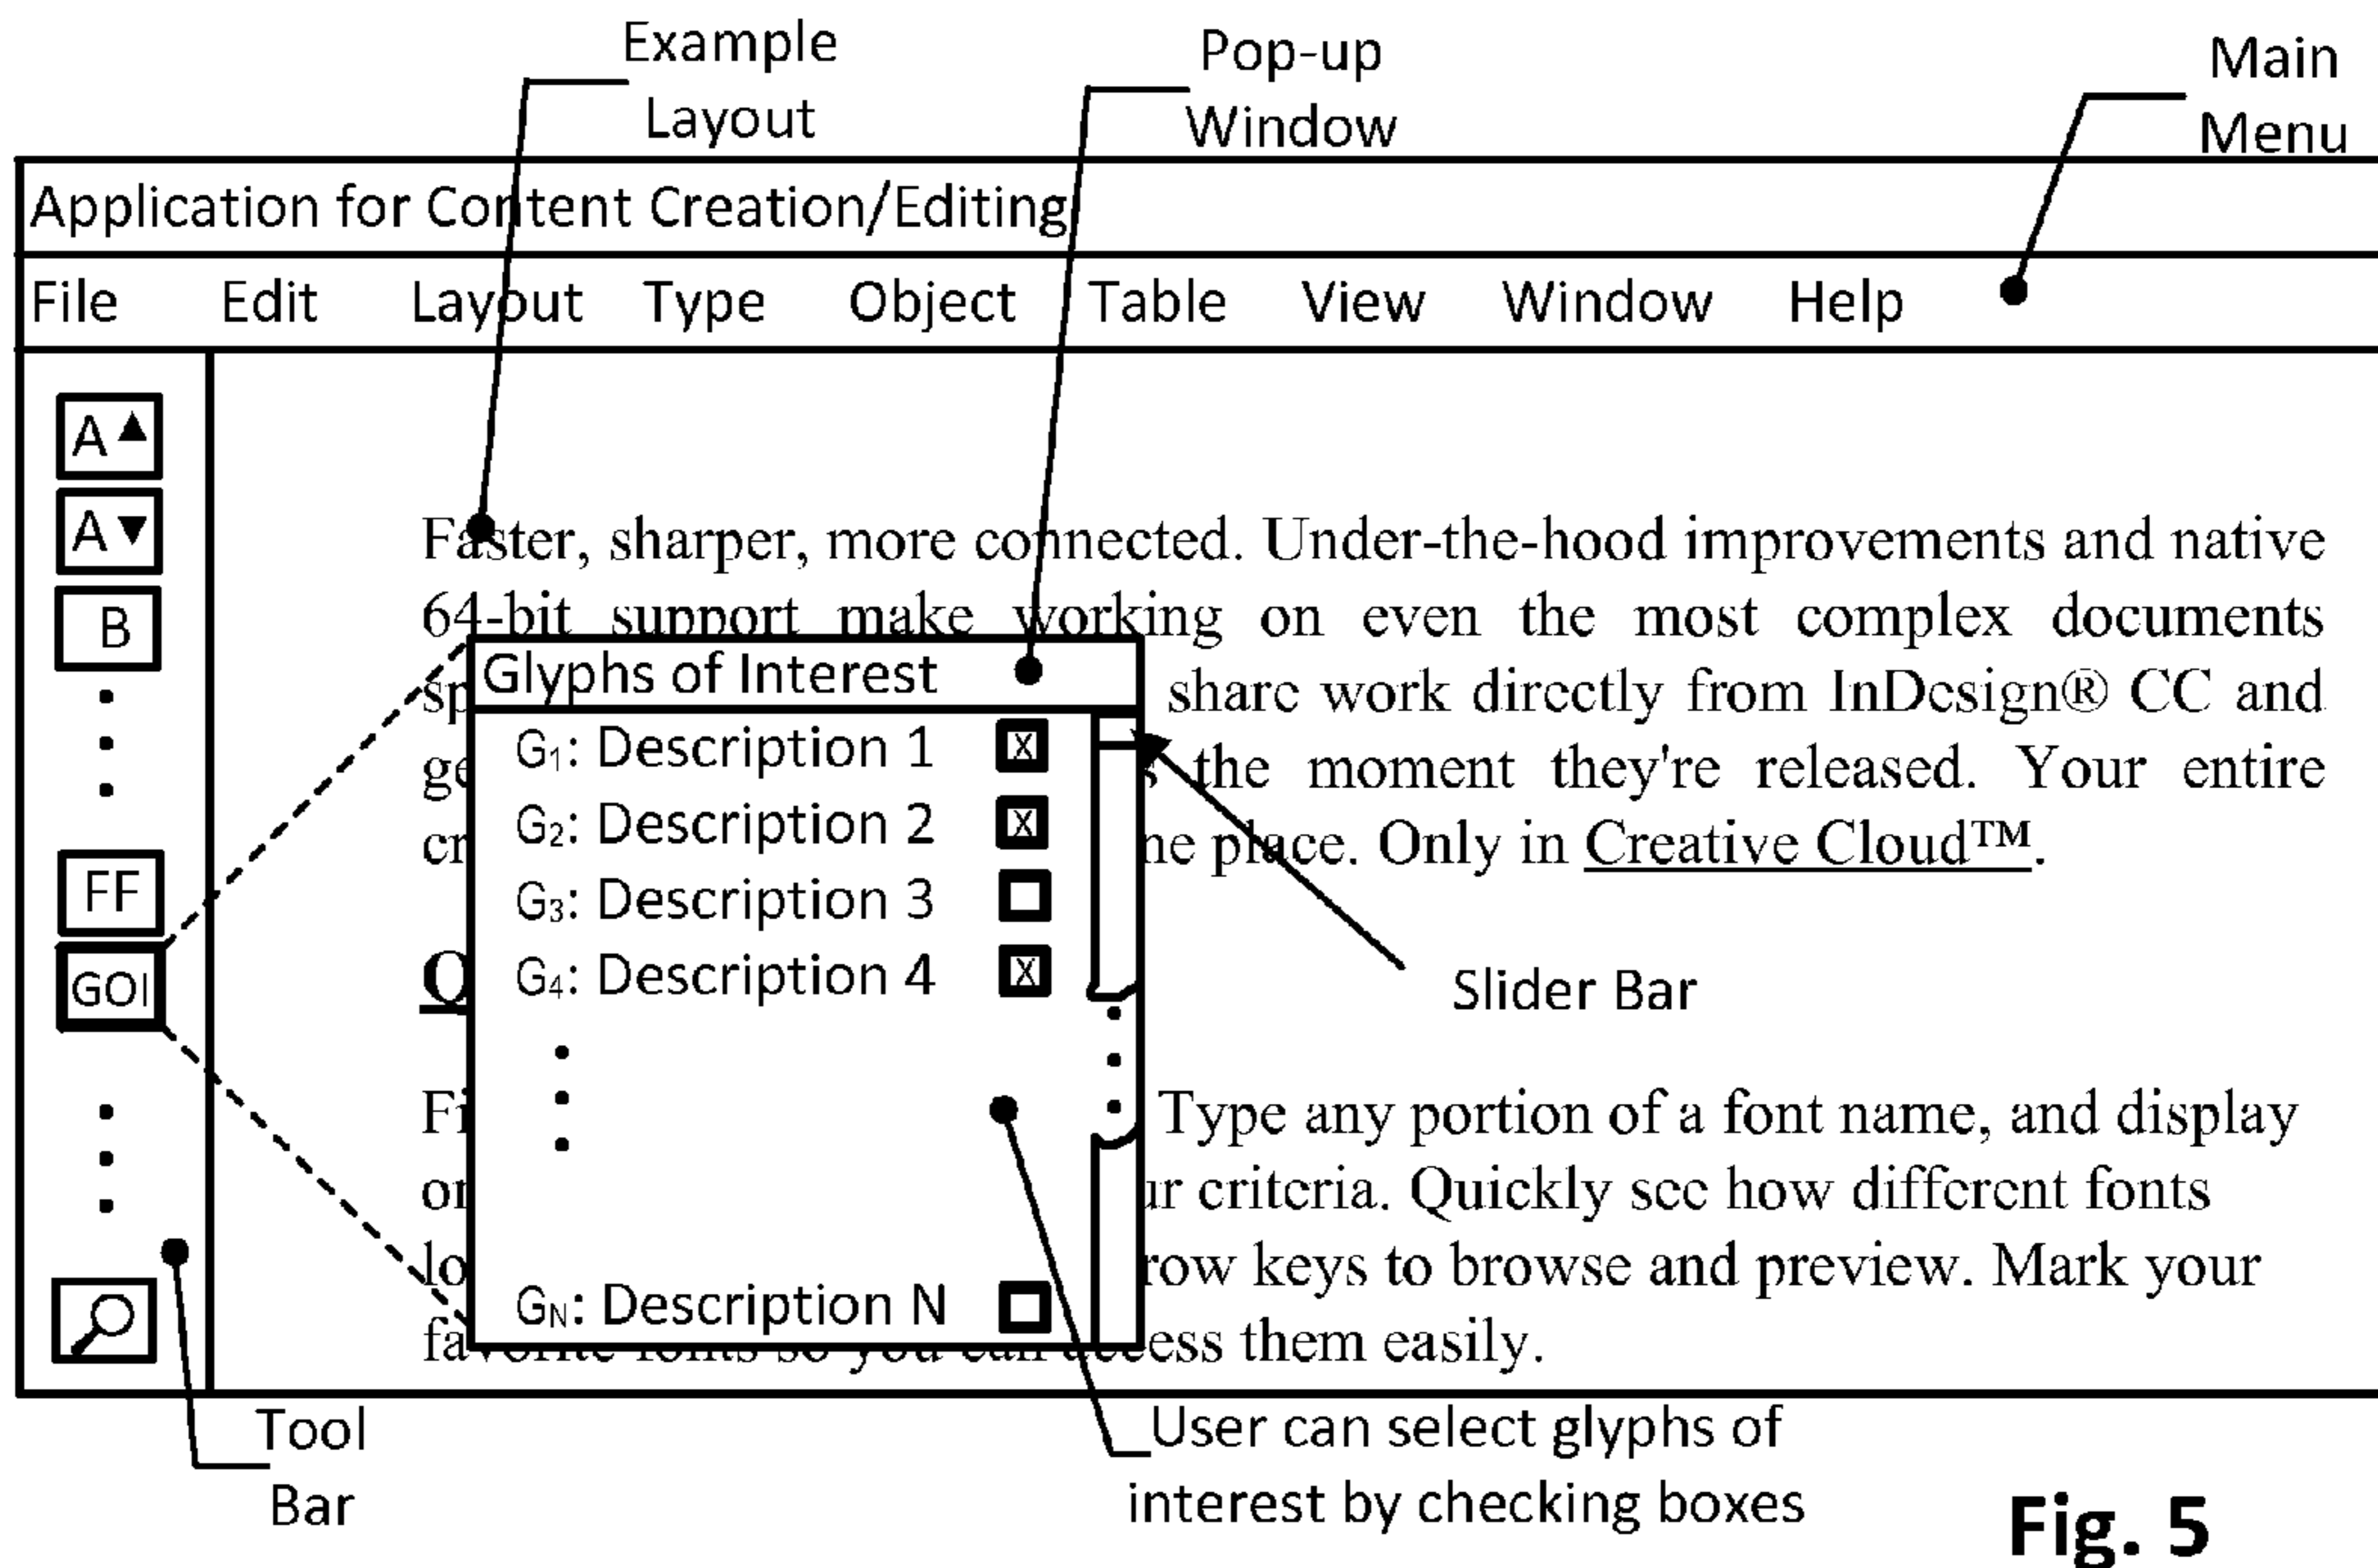 Example
Layout
Pop-up
Window
Main
Menu
Application for Content Creation/Editing
File Edit Layout Type Object Table View Window Help
A▲
A▼
B
FF
GOI
Faster, sharper, more connected. Under-the-hood improvements and native
64-bit support make working on even the most complex documents
share work directly from InDesign® CC and
the moment they're released. Your entire
place. Only in Creative Cloud™.
Type any portion of a font name, and display
criteria. Quickly see how different fonts
keys to browse and preview. Mark your
favorite fonts so you can access them easily.
Glyphs of Interest
G1: Description 1 X
G2: Description 2 X
G3: Description 3
G4: Description 4 X
GN: Description N
Slider Bar
Tool
Bar
User can select glyphs of
interest by checking boxes
Fig. 5